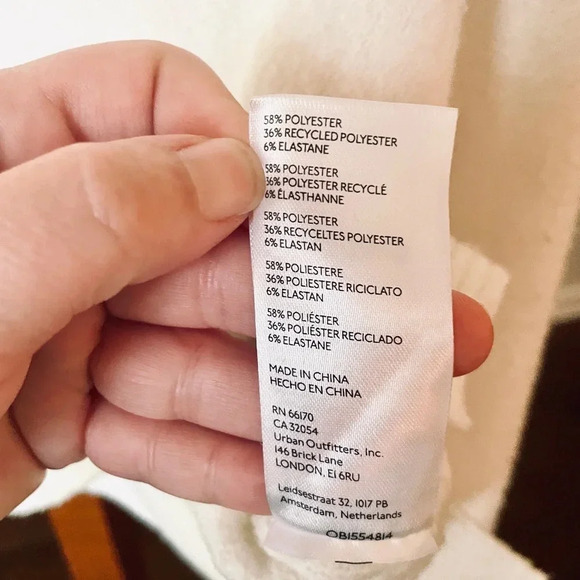 58% POLYESTER
36% RECYCLED POLYESTER
6% ELASTANE
58% POLYESTER
36% POLYESTER RECYCLÉ
6% ÉLASTHANNE
58% POLYESTER
36% RECYCELTES POLYESTER
6% ELASTAN
58% POLIESTERE
36% POLIESTERE RICICLATO
6% ELASTAN
58% POLIÉSTER
36% POLIÉSTER RECICLADO
6% ELASTANE
MADE IN CHINA
HECHO EN CHINA
RN 66170
CA 32054
Urban Outfitters, Inc.
146 Brick Lane
LONDON, E1 6RU
Leidsestraat 32, 1017 PB
Amsterdam, Netherlands
OB1554814